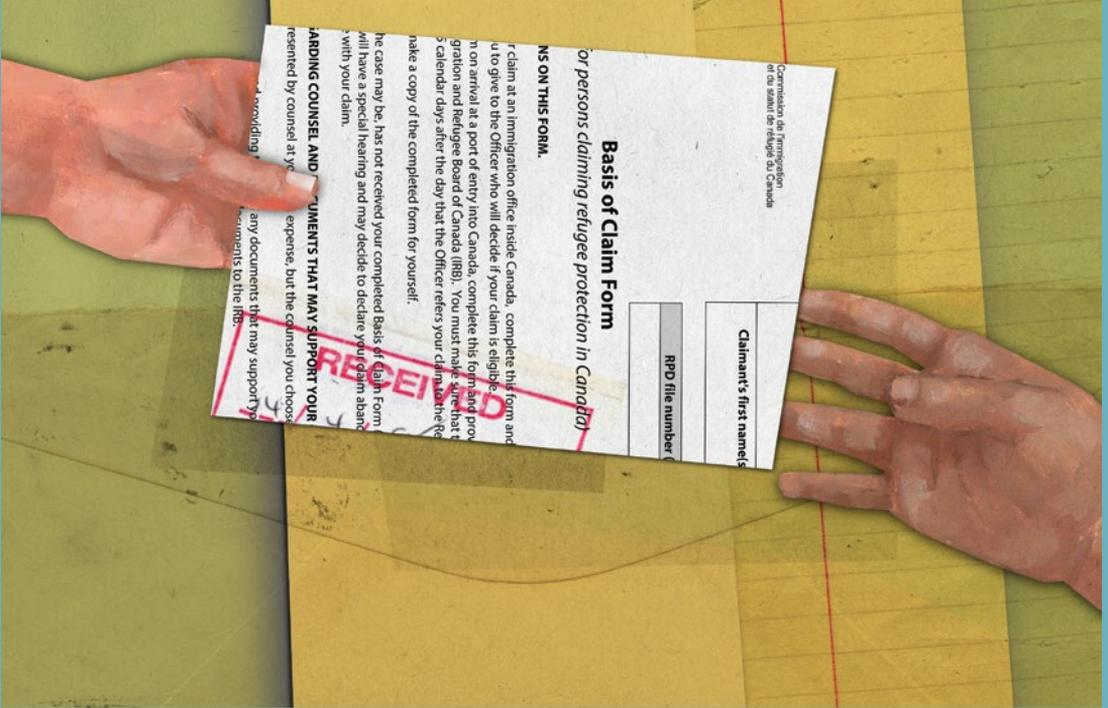 Commission de l'immigration
et du statut de réfugié du Canada
Claimant's first name(s
RPD file number (
Basis of Claim Form
or persons claiming refugee protection in Canada)
NS ON THIS FORM.
r claim at an immigration office inside Canada, complete this form and
u to give to the Officer who will decide if your claim is eligible.
m on arrival at a port of entry into Canada, complete this form and prov
gration and Refugee Board of Canada (IRB). You must make sure that t
5 calendar days after the day that the Officer refers your claim to the Re
make a copy of the completed form for yourself.
he case may be, has not received your completed Basis of Claim Form
will have a special hearing and may decide to declare your claim aband
with your claim.
GARDING COUNSEL AND CUMENTS THAT MAY SUPPORT YOUR
resented by counsel at yo expense, but the counsel you choose
providing any documents that may support yo
ocuments to the IRB.
RECEIVED